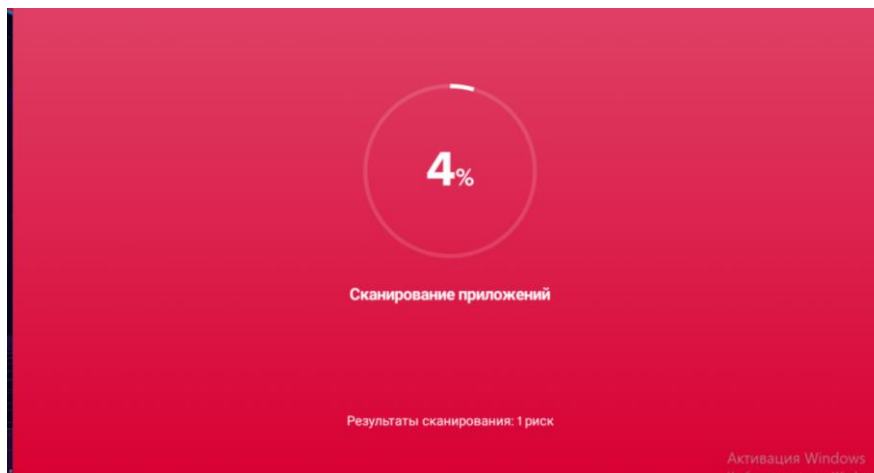 4%
Сканирование приложений
Результаты сканирования: 1 риск
Активация Windows